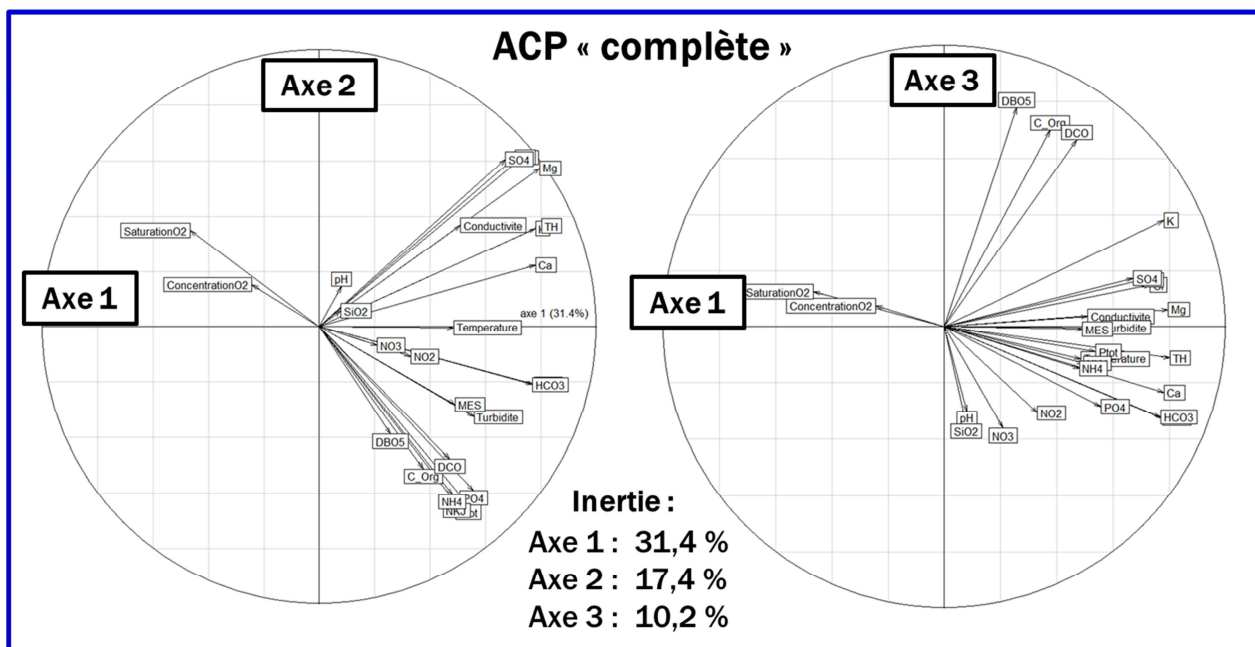 ACP « complète »
Axe 2
SO4
Mg
Conductivite
TH
SaturationO2
Ca
pH
ConcentrationO2
Axe 1
SiO2
axe 1 (31.4%)
Temperature
NO3
NO2
HCO3
MES
Turbidite
DBO5
DCO
C_Org
NH4
PO4
Axe 3
DBO5
C_Org
DCO
K
SO4
Axe 1
SaturationO2
ConcentrationO2
Mg
Conductivite
MES
Ptot
TH
NH4
Ca
PO4
NO2
HCO3
pH
SiO2
NO3
Inertie :
Axe 1 : 31,4 %
Axe 2 : 17,4 %
Axe 3 : 10,2 %